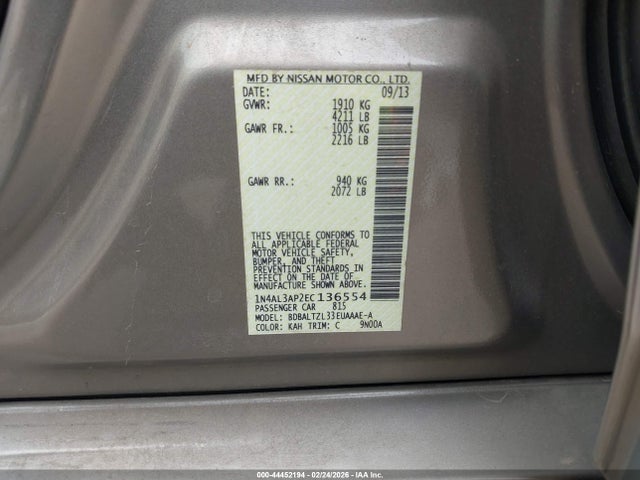 MFD BY NISSAN MOTOR CO., LTD.
DATE: 09/13
GVWR: 1910 KG
4211 LB
GAWR FR.: 1005 KG
2216 LB
GAWR RR.: 940 KG
2072 LB
THIS VEHICLE CONFORMS TO
ALL APPLICABLE FEDERAL
MOTOR VEHICLE SAFETY,
BUMPER, AND THEFT
PREVENTION STANDARDS IN
EFFECT ON THE DATE OF
MANUFACTURE SHOWN ABOVE.
1N4AL3AP2EC136554
PASSENGER CAR 815
MODEL: BDBALTZL33EUAAAE-A
COLOR: KAH TRIM: C 9N00A
000-44452194 - 02/24/2026 - IAA Inc.